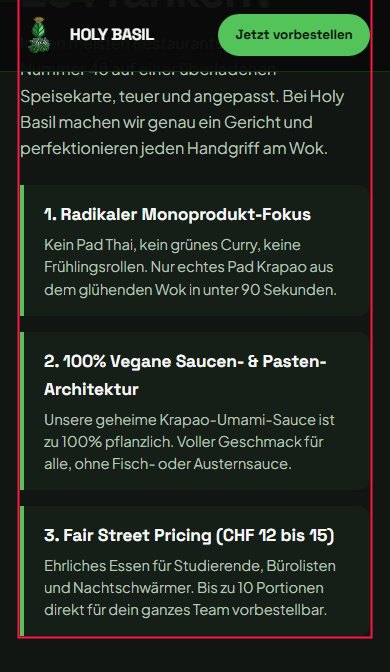 HOLY BASIL
Jetzt vorbestellen
Nummer 43 auf einer überladenen
Speisekarte, teuer und angepasst. Bei Holy
Basil machen wir genau ein Gericht und
perfektionieren jeden Handgriff am Wok.
1. Radikaler Monoprodukt-Fokus
Kein Pad Thai, kein grünes Curry, keine
Frühlingsrollen. Nur echtes Pad Krapao aus
dem glühenden Wok in unter 90 Sekunden.
2. 100% Vegane Saucen- & Pasten-
Architektur
Unsere geheime Krapao-Umami-Sauce ist
zu 100% pflanzlich. Voller Geschmack für
alle, ohne Fisch- oder Austernsauce.
3. Fair Street Pricing (CHF 12 bis 15)
Ehrliches Essen für Studierende, Bürolisten
und Nachtschwärmer. Bis zu 10 Portionen
direkt für dein ganzes Team vorbestellbar.